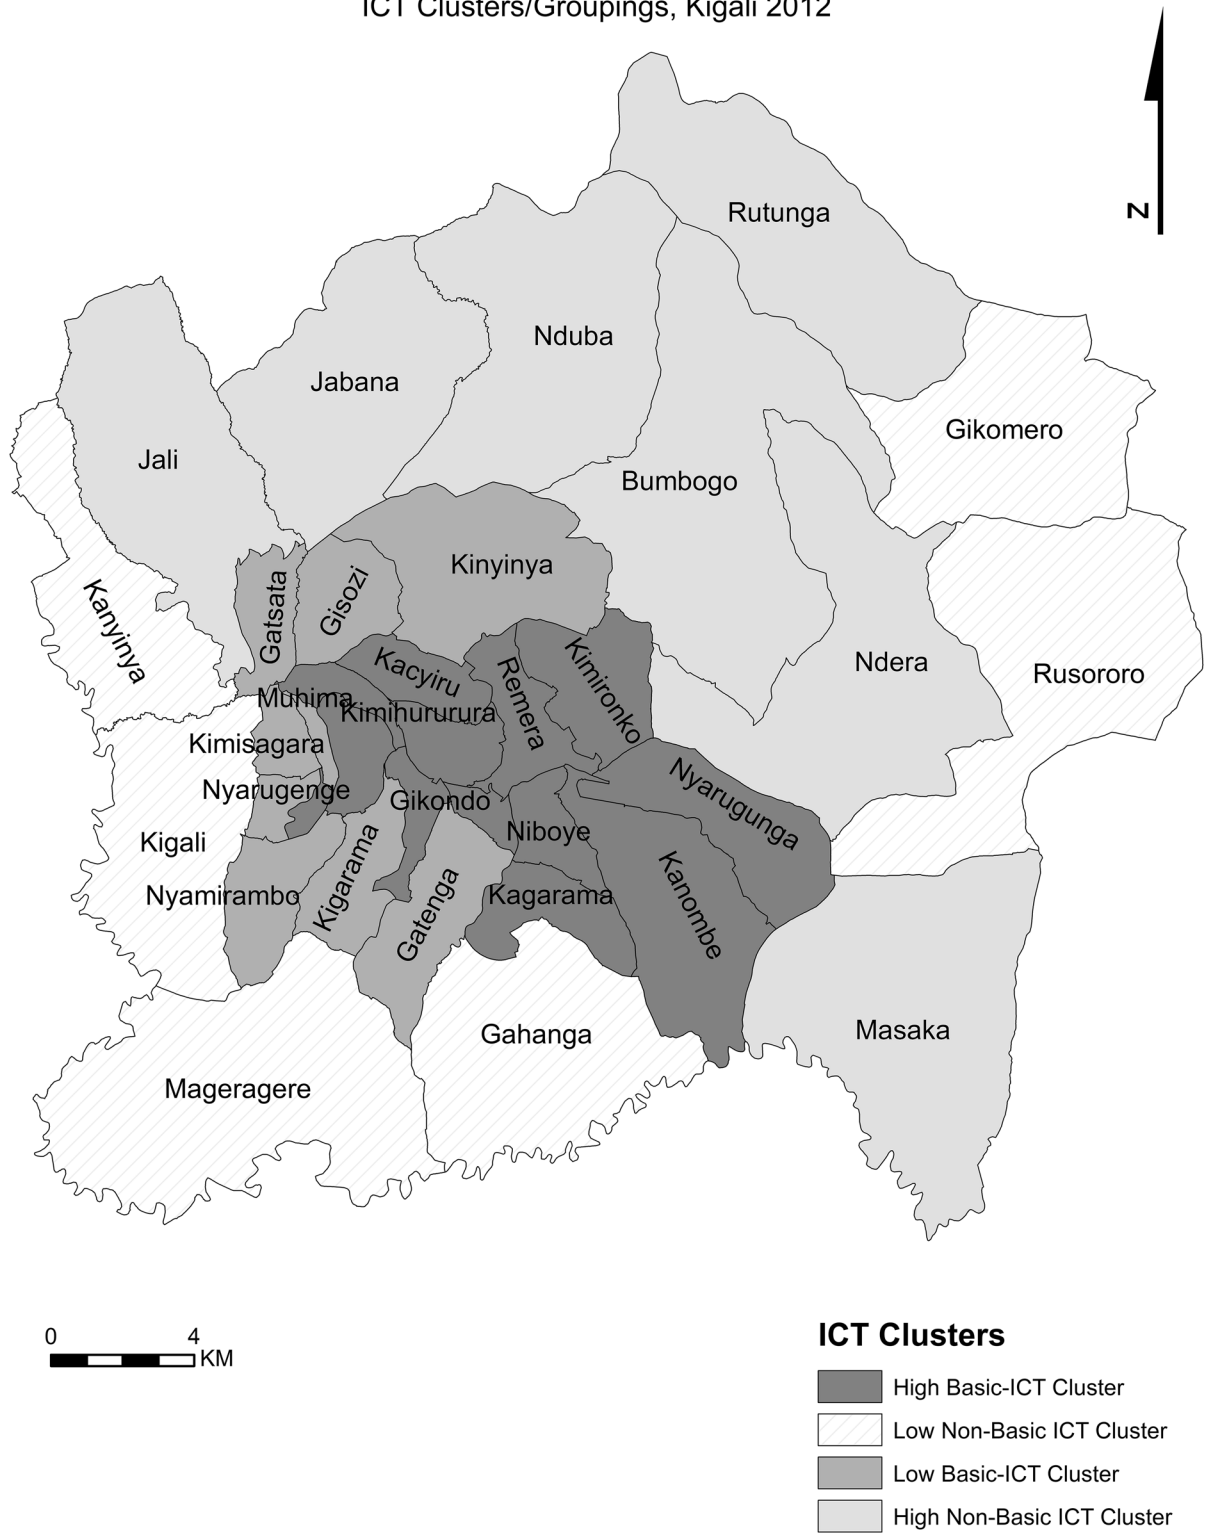 ICT Clusters/Groupings, Kigali 2012
Rutunga
N
Nduba
Jabana
Gikomero
Jali
Bumbogo
Kinyinya
Gatsata
Gisozi
Kanyinya
Ndera
Rusororo
Kacyiru
Remera
Kimironko
Muhima
Kimihururura
Kimisagara
Nyarugenge
Gikondo
Nyarugunga
Niboye
Kigali
Kigarama
Nyamirambo
Gatenga
Kagarama
Kanombe
Gahanga
Masaka
Mageragere
0 4
KM
ICT Clusters
High Basic-ICT Cluster
Low Non-Basic ICT Cluster
Low Basic-ICT Cluster
High Non-Basic ICT Cluster